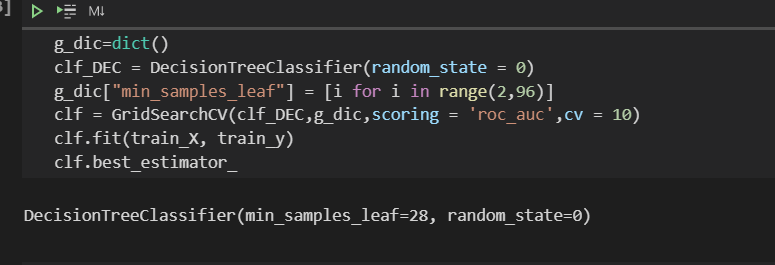 ]
M↓
g_dic=dict()
clf_DEC = DecisionTreeClassifier(random_state = 0)
g_dic["min_samples_leaf"] = [i for i in range(2,96)]
clf = GridSearchCV(clf_DEC,g_dic,scoring = 'roc_auc',cv = 10)
clf.fit(train_X, train_y)
clf.best_estimator_
DecisionTreeClassifier(min_samples_leaf=28, random_state=0)